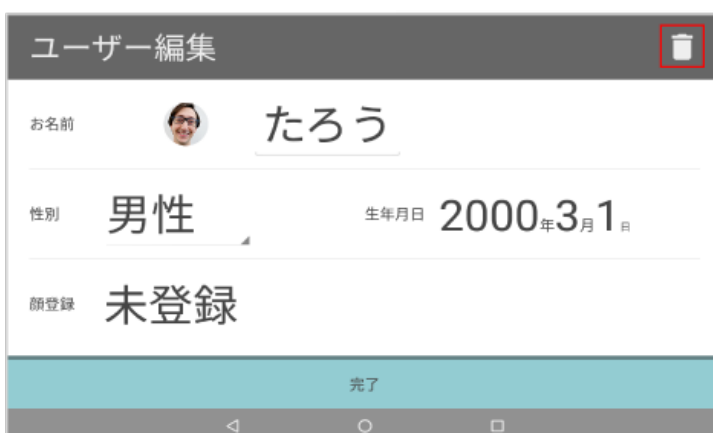 ユーザー編集
お名前 たろう
性別 男性 生年月日 2000年3月1日
顔登録 未登録
完了